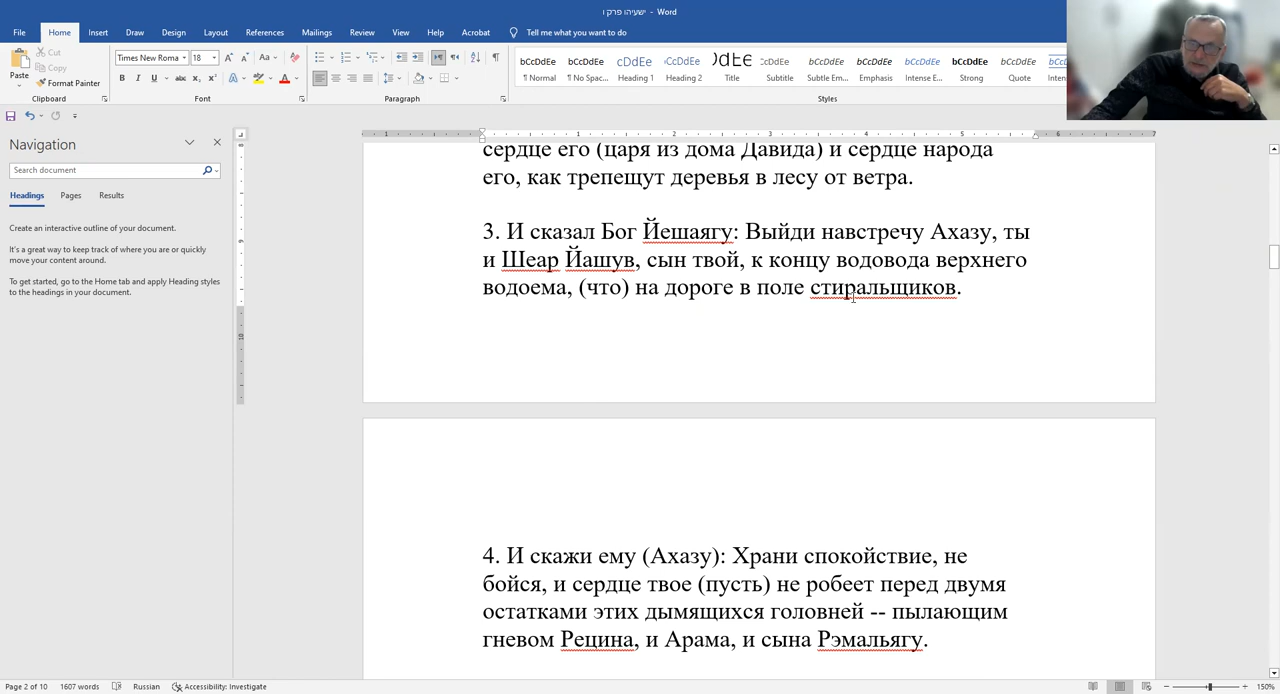 ישעיהו פרק ו - Word
File Home Insert Draw Design Layout References Mailings Review View Help Acrobat Tell me what you want to do
Paste
Cut
Copy
Format Painter
Clipboard
Times New Roma 18
Font
Paragraph
AaBbCcDdEe
¶ Normal ¶ No Spac... Heading 1 Heading 2 Title Subtitle Subtle Em... Emphasis Intense E... Strong Quote
Styles
Navigation
Search document
Headings Pages Results
Create an interactive outline of your document.
It's a great way to keep track of where you are or quickly
move your content around.
To get started, go to the Home tab and apply Heading styles
to the headings in your document.
сердце его (царя из дома Давида) и сердце народа
его, как трепещут деревья в лесу от ветра.
3. И сказал Бог Йешаягу: Выйди навстречу Ахазу, ты
и Шеар Йашув, сын твой, к концу водовода верхнего
водоема, (что) на дороге в поле стиральщиков.
4. И скажи ему (Ахазу): Храни спокойствие, не
бойся, и сердце твое (пусть) не робеет перед двумя
остатками этих дымящихся головней -- пылающим
гневом Рецина, и Арама, и сына Рэмальягу.
Page 2 of 10 1607 words Russian Accessibility: Investigate 150%